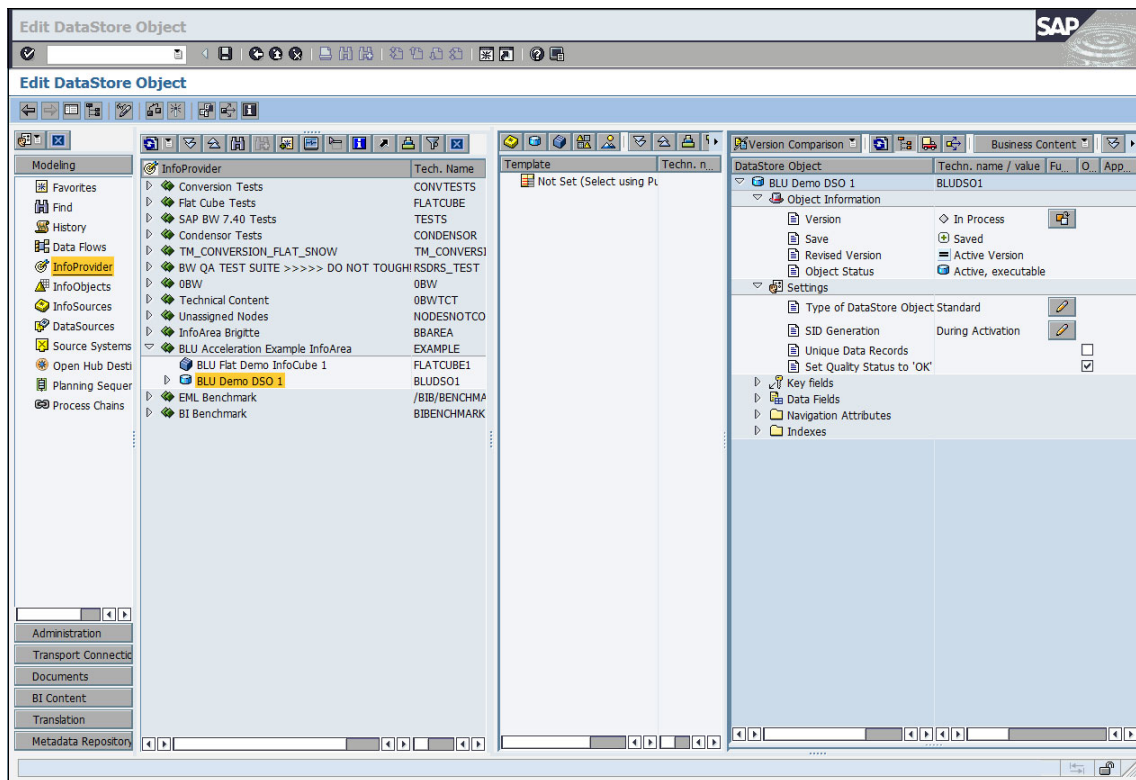 Edit DataStore Object
SAP
Edit DataStore Object
Modeling
Favorites
Find
History
Data Flows
InfoProvider
InfoObjects
InfoSources
DataSources
Source Systems
Open Hub Desti
Planning Sequer
Process Chains
Administration
Transport Connectic
Documents
BI Content
Translation
Metadata Repository
InfoProvider Tech. Name
Conversion Tests CONVTESTS
Flat Cube Tests FLATCUBE
SAP BW 7.40 Tests TESTS
Condensor Tests CONDENSOR
TM_CONVERSION_FLAT_SNOW TM_CONVERSI
BW QA TEST SUITE >>>>> DO NOT TOUGH! RSDRS_TEST
0BW 0BW
Technical Content 0BWTCT
Unassigned Nodes NODESNOTCO
InfoArea Brigitte BBAREA
BLU Acceleration Example InfoArea EXAMPLE
BLU Flat Demo InfoCube 1 FLATCUBE1
BLU Demo DSO 1 BLUDSO1
EML Benchmark /BIB/BENCHMA
BI Benchmark BIBENCHMARK
Template Techn. n...
Not Set (Select using Pu
Version Comparison Business Content
DataStore Object Techn. name / value Fu... O... App...
BLU Demo DSO 1 BLUDSO1
Object Information
Version In Process
Save Saved
Revised Version Active Version
Object Status Active, executable
Settings
Type of DataStore Object Standard
SID Generation During Activation
Unique Data Records
Set Quality Status to 'OK'
Key fields
Data Fields
Navigation Attributes
Indexes